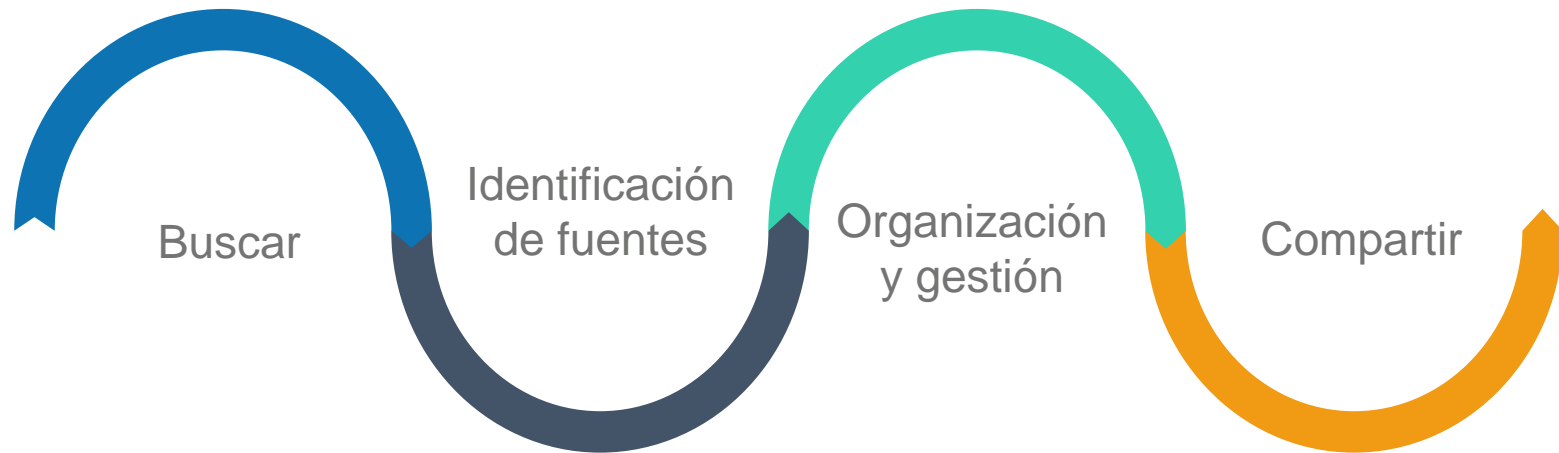 Buscar
Identificación
de fuentes
Organización
y gestión
Compartir